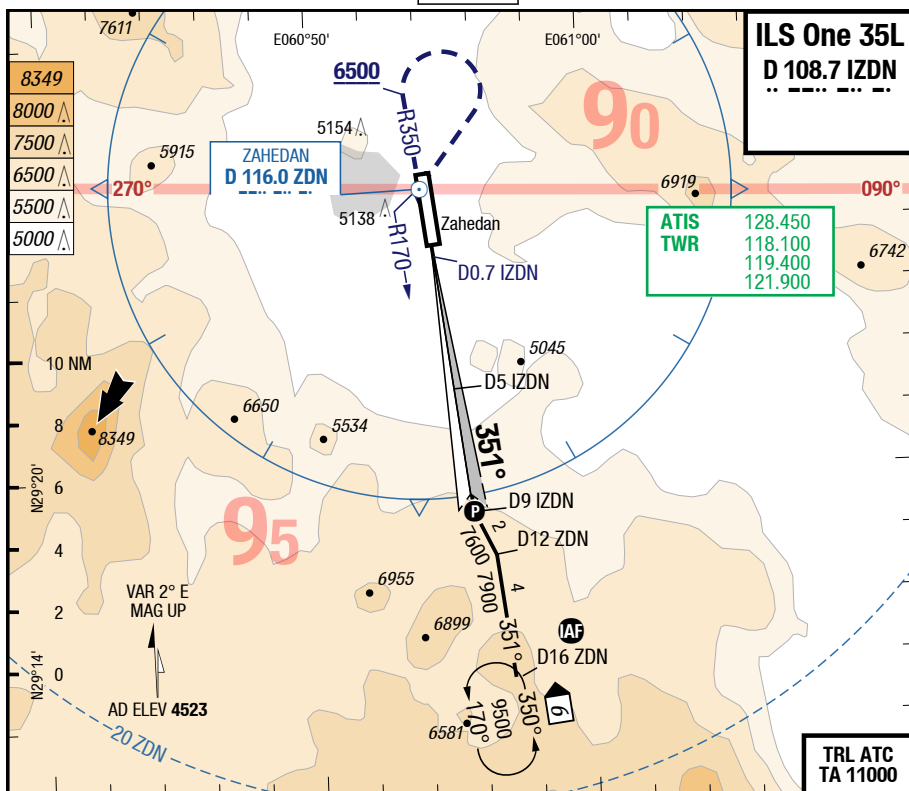 7611
E060°50'
E061°00'
ILS One 35L
D 108.7 IZDN
8349
8000
7500
6500
5500
5000
6500
R350
90
5154
5915
ZAHEDAN
D 116.0 ZDN
270°
090°
6919
5138
Zahedan
R170
ATIS 128.450
TWR 118.100
119.400
121.900
6742
D0.7 IZDN
5045
10 NM
D5 IZDN
8
8349
6650
5534
351°
6
N29°20'
D9 IZDN
P
95
2
D12 ZDN
4
7600
7900
4
VAR 2° E
MAG UP
6955
2
6899
351°
IAF
D16 ZDN
N29°14'
0
AD ELEV 4523
20 ZDN
6581
170°
9500
350°
6
TRL ATC
TA 11000